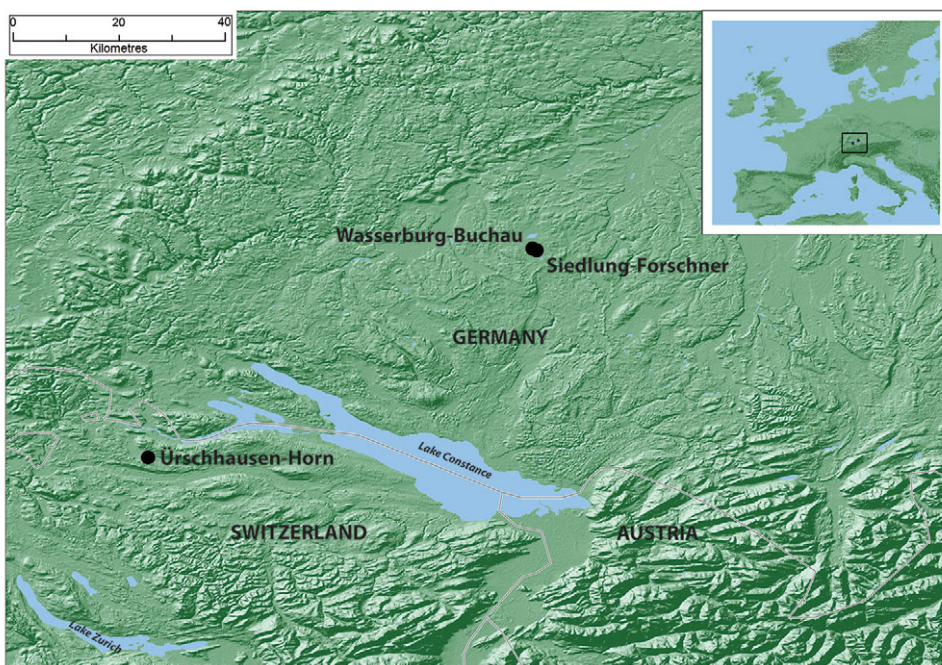 0 20 40
Kilometres
Wasserburg-Buchau
Siedlung-Forschner
GERMANY
Lake Constance
Ürschhausen-Horn
SWITZERLAND
AUSTRIA
Lake Zurich